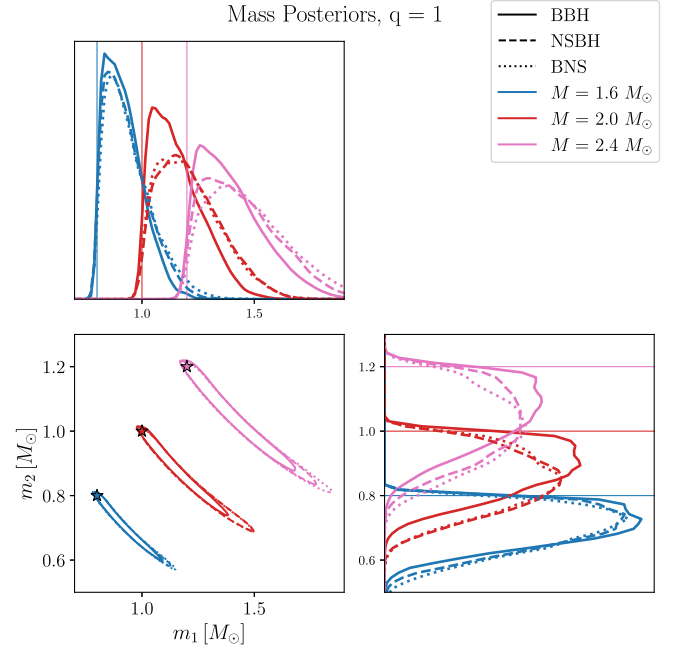 Mass Posteriors, q = 1
BBH
NSBH
BNS
M = 1.6 M⊙
M = 2.0 M⊙
M = 2.4 M⊙
1.0 1.5
1.2
1.0
0.8
0.6
m₂ [M⊙]
1.0 1.5
m₁ [M⊙]
1.2
1.0
0.8
0.6